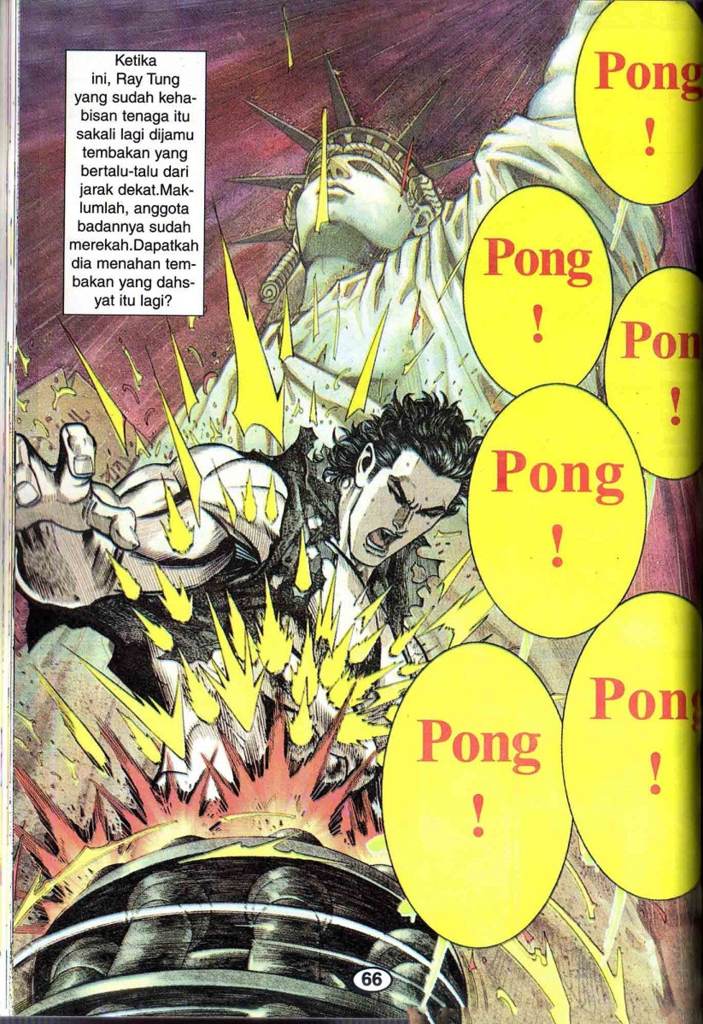 Ketika
ini, Ray Tung
yang sudah keha-
bisan tenaga itu
sakali lagi dijamu
tembakan yang
bertalu-talu dari
jarak dekat.Mak-
lumlah, anggota
badannya sudah
merekah.Dapatkah
dia menahan tem-
bakan yang dahs-
yat itu lagi?
Pong
!
Pong
!
Pon
!
Pong
!
Pong
!
Pong
!
66